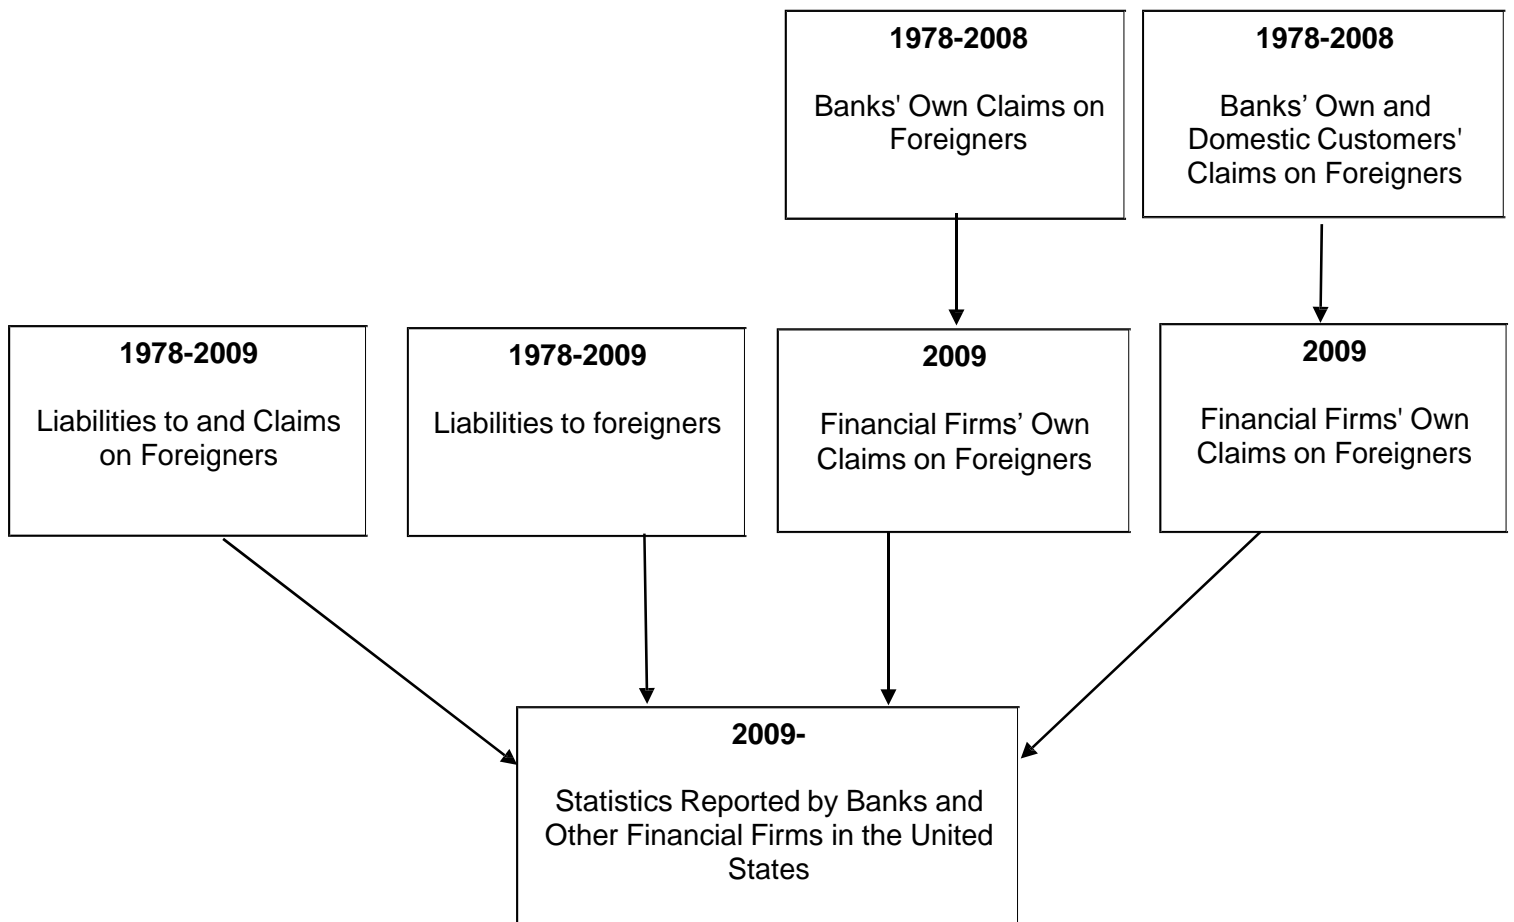 1978-2008
Banks' Own Claims on
Foreigners
1978-2008
Banks’ Own and
Domestic Customers'
Claims on Foreigners
1978-2009
Liabilities to and Claims
on Foreigners
1978-2009
Liabilities to foreigners
2009
Financial Firms’ Own
Claims on Foreigners
2009
Financial Firms' Own
Claims on Foreigners
2009-
Statistics Reported by Banks and
Other Financial Firms in the United
States